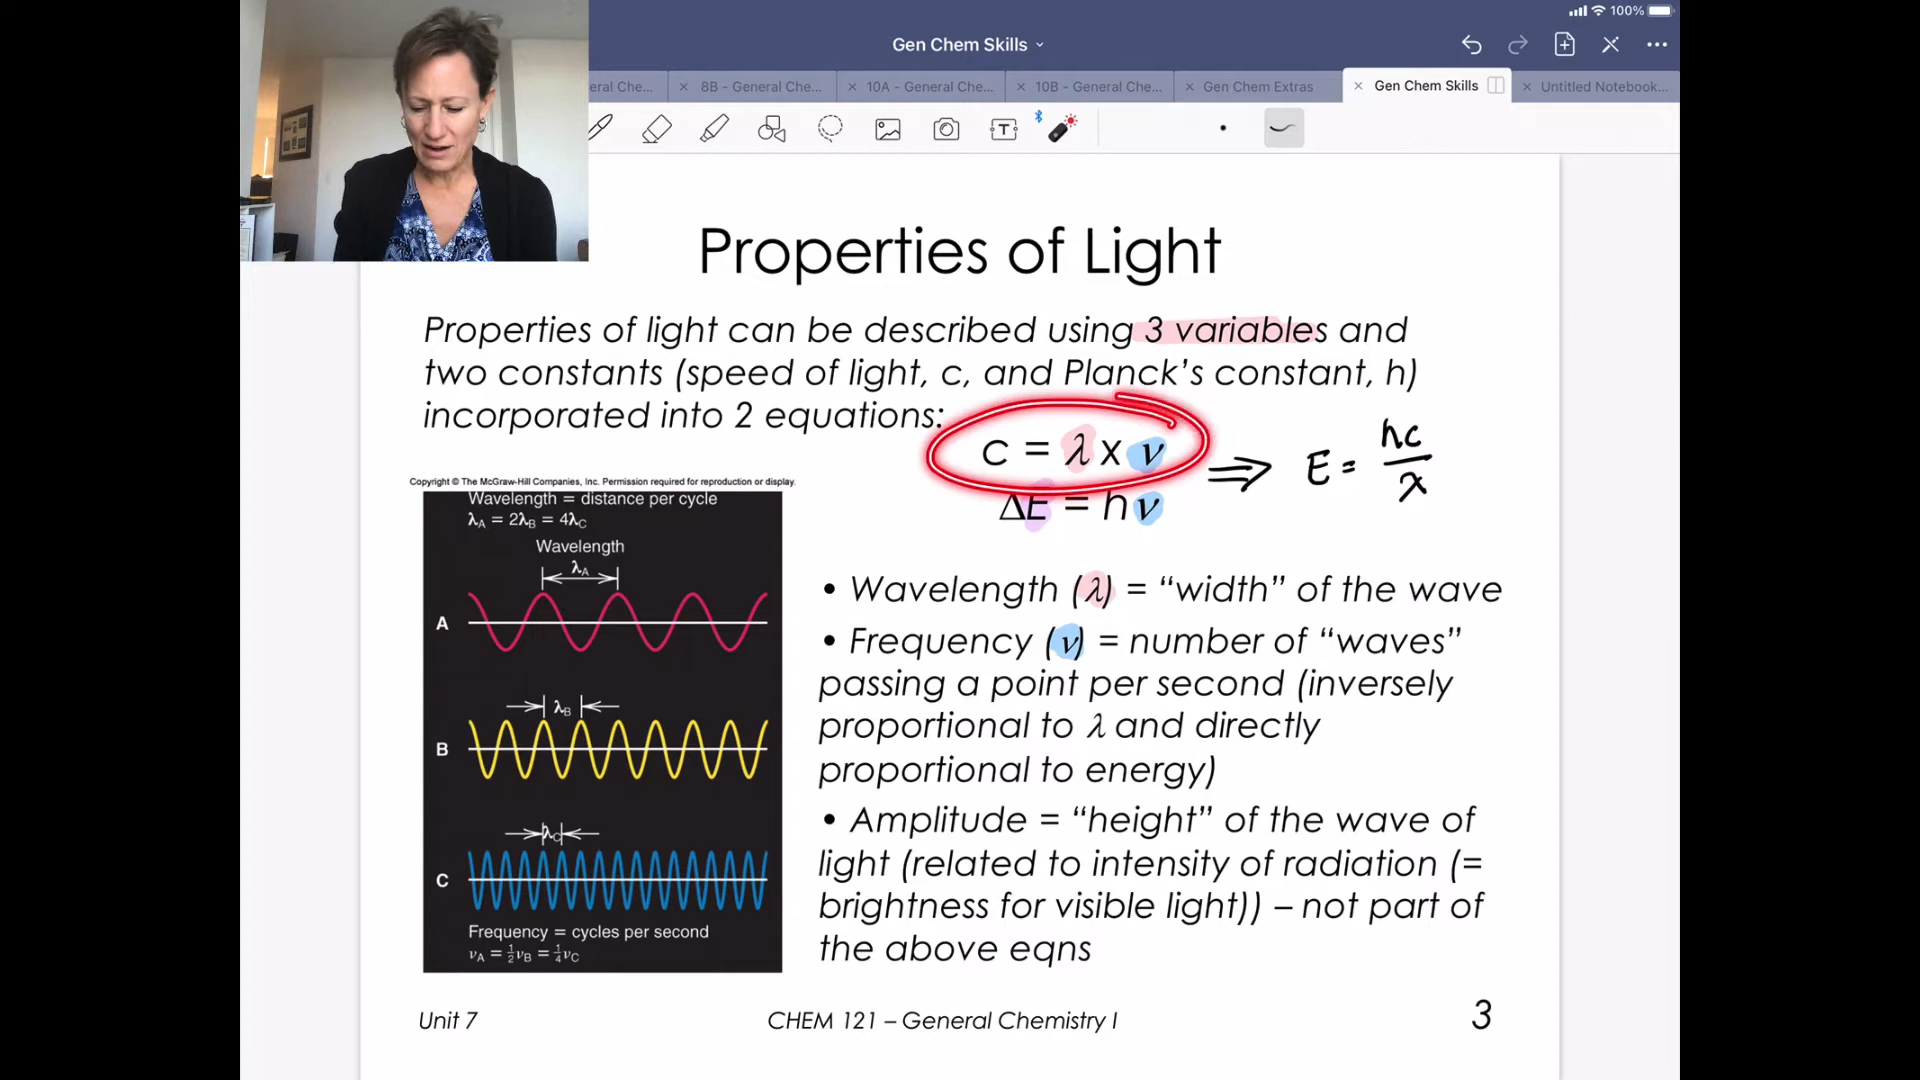 100%
Gen Chem Skills
eral Che...
8B - General Che...
10A - General Che...
10B - General Che...
Gen Chem Extras
Gen Chem Skills
Untitled Notebook...
T
Properties of Light
Properties of light can be described using 3 variables and
two constants (speed of light, c, and Planck's constant, h)
incorporated into 2 equations:
c = λ x ν
⇒ E = hc/λ
ΔE = hν
Copyright © The McGraw-Hill Companies, Inc. Permission required for reproduction or display.
Wavelength = distance per cycle
λA = 2λB = 4λC
Wavelength
λA
A
λB
B
λC
C
Frequency = cycles per second
νA = ½νB = ¼νC
• Wavelength (λ) = “width” of the wave
• Frequency (ν) = number of “waves”
passing a point per second (inversely
proportional to λ and directly
proportional to energy)
• Amplitude = “height” of the wave of
light (related to intensity of radiation (=
brightness for visible light)) – not part of
the above eqns
Unit 7
CHEM 121 – General Chemistry I
3